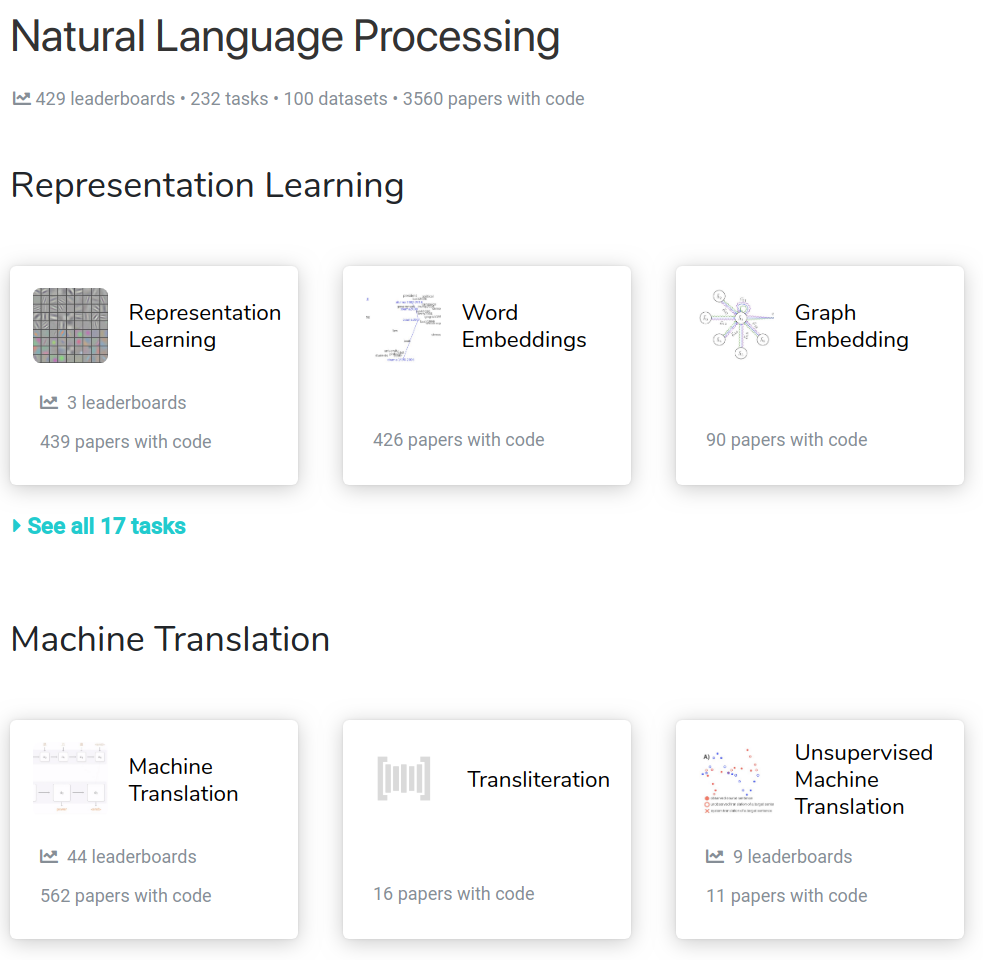 Natural Language Processing
429 leaderboards • 232 tasks • 100 datasets • 3560 papers with code
Representation Learning
Representation
Learning
3 leaderboards
439 papers with code
Word
Embeddings
426 papers with code
Graph
Embedding
90 papers with code
See all 17 tasks
Machine Translation
Machine
Translation
44 leaderboards
562 papers with code
Transliteration
16 papers with code
A)
Unsupervised
Machine
Translation
9 leaderboards
11 papers with code